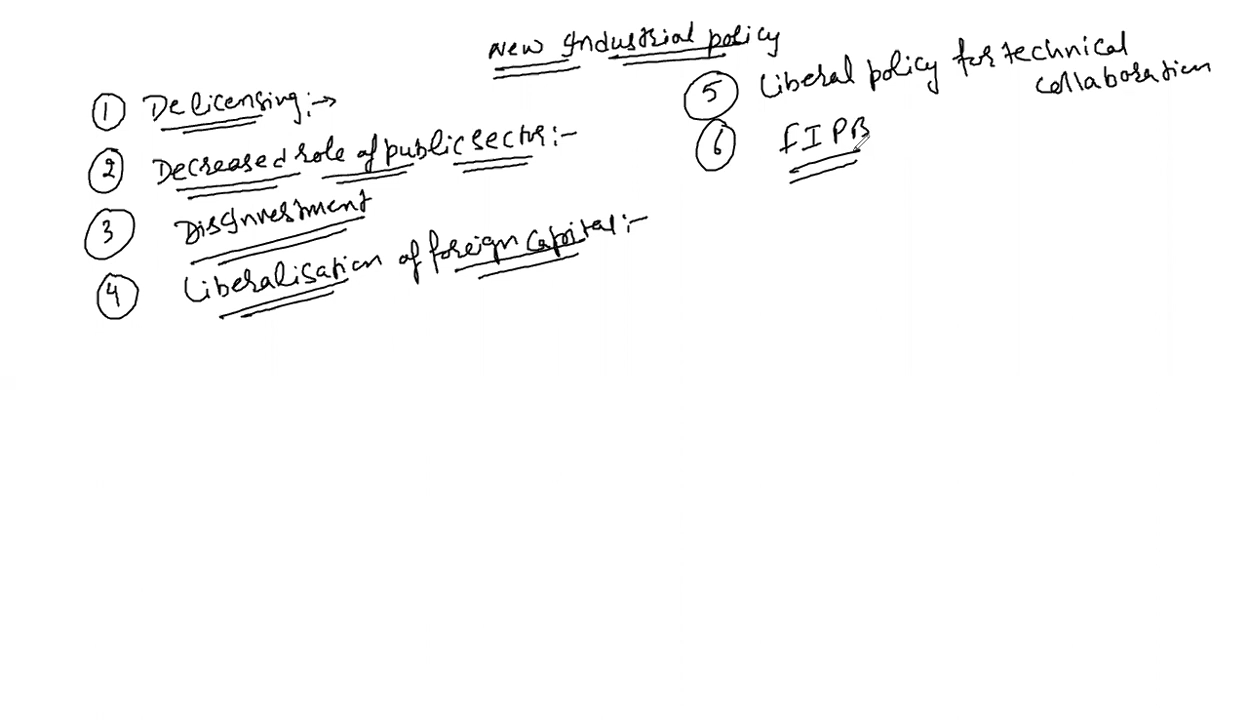 New Industrial policy
① Delicensing :→
② Decreased role of public sector :-
③ Disinvestment
④ Liberalisation of foreign capital :-
⑤ Liberal policy for technical
collaboration
⑥ FIPB